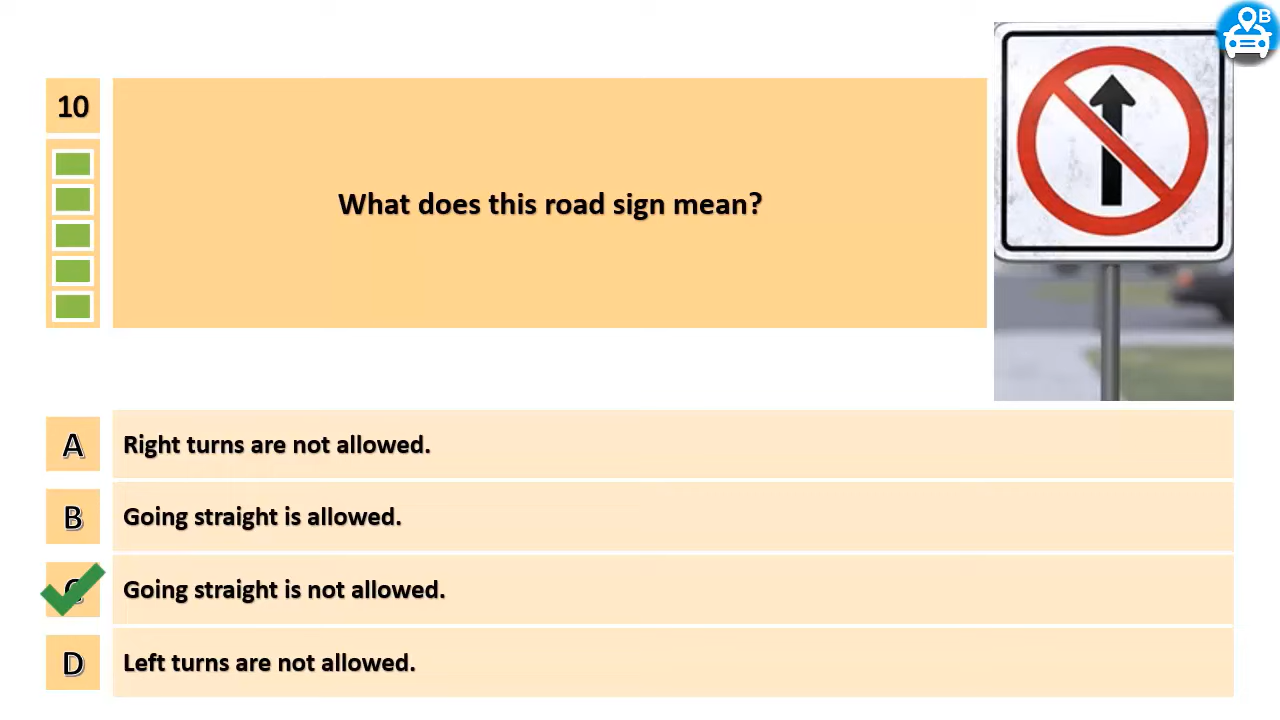 B
10
What does this road sign mean?
A
Right turns are not allowed.
B
Going straight is allowed.
C
Going straight is not allowed.
D
Left turns are not allowed.